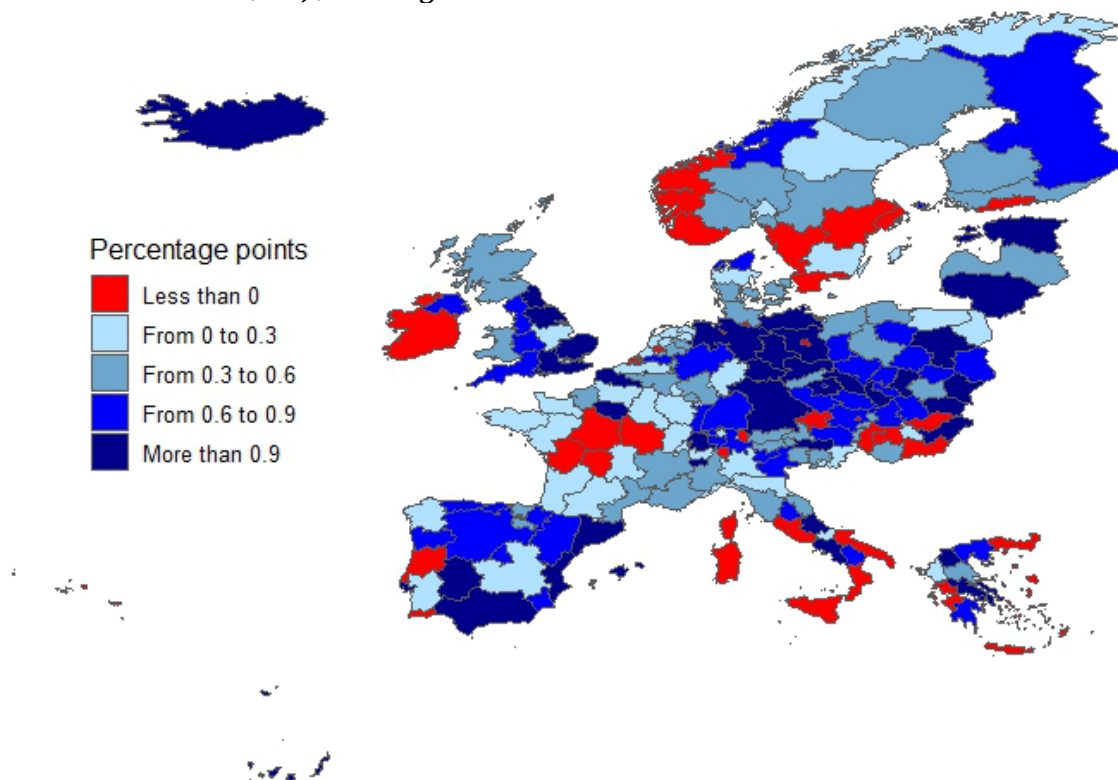 Percentage points
Less than 0
From 0 to 0.3
From 0.3 to 0.6
From 0.6 to 0.9
More than 0.9